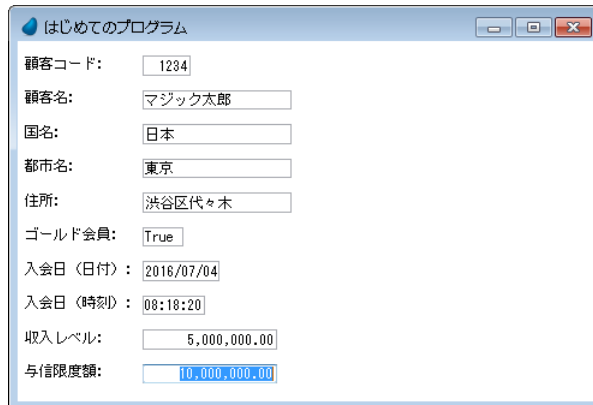 はじめてのプログラム
顧客コード: 1234
顧客名: マジック太郎
国名: 日本
都市名: 東京
住所: 渋谷区代々木
ゴールド会員: True
入会日（日付）: 2016/07/04
入会日（時刻）: 08:18:20
収入レベル: 5,000,000.00
与信限度額: 10,000,000.00